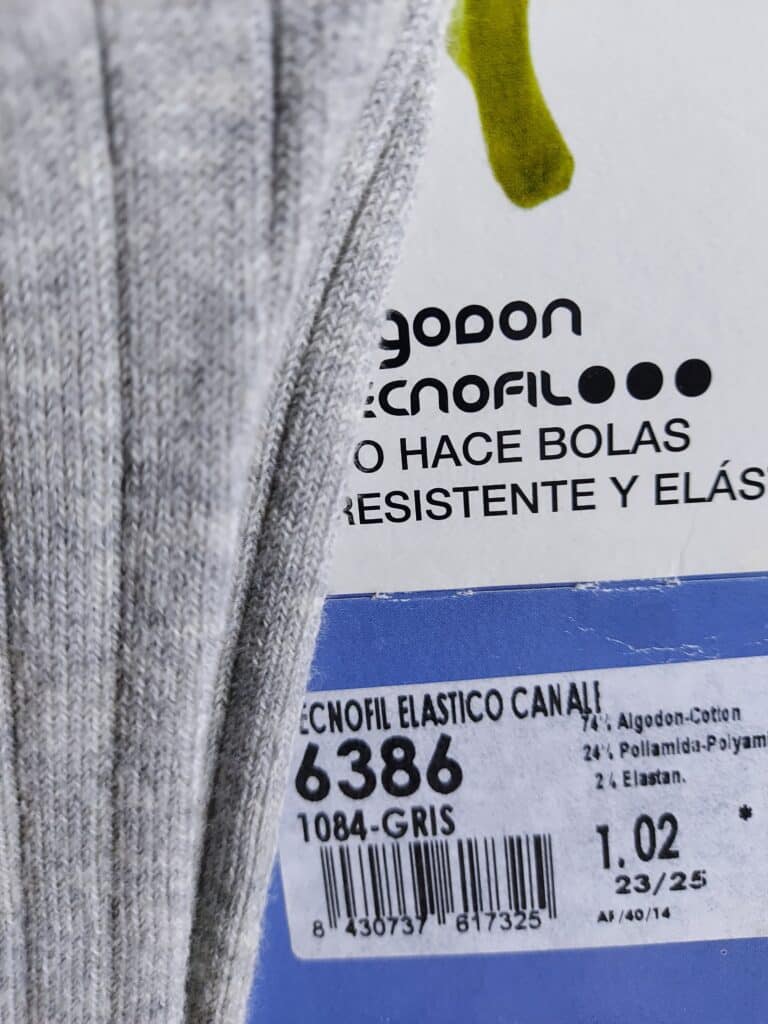 goDon
ecnofil●●●
O HACE BOLAS
RESISTENTE Y ELÁS
ECNOFIL ELASTICO CANALE
74% Algodon-Cotton
24% Poliamida-Polyam
2% Elastan.
6386
1084-GRIS
1.02 *
23/25
AF/40/14
8 430737 617325